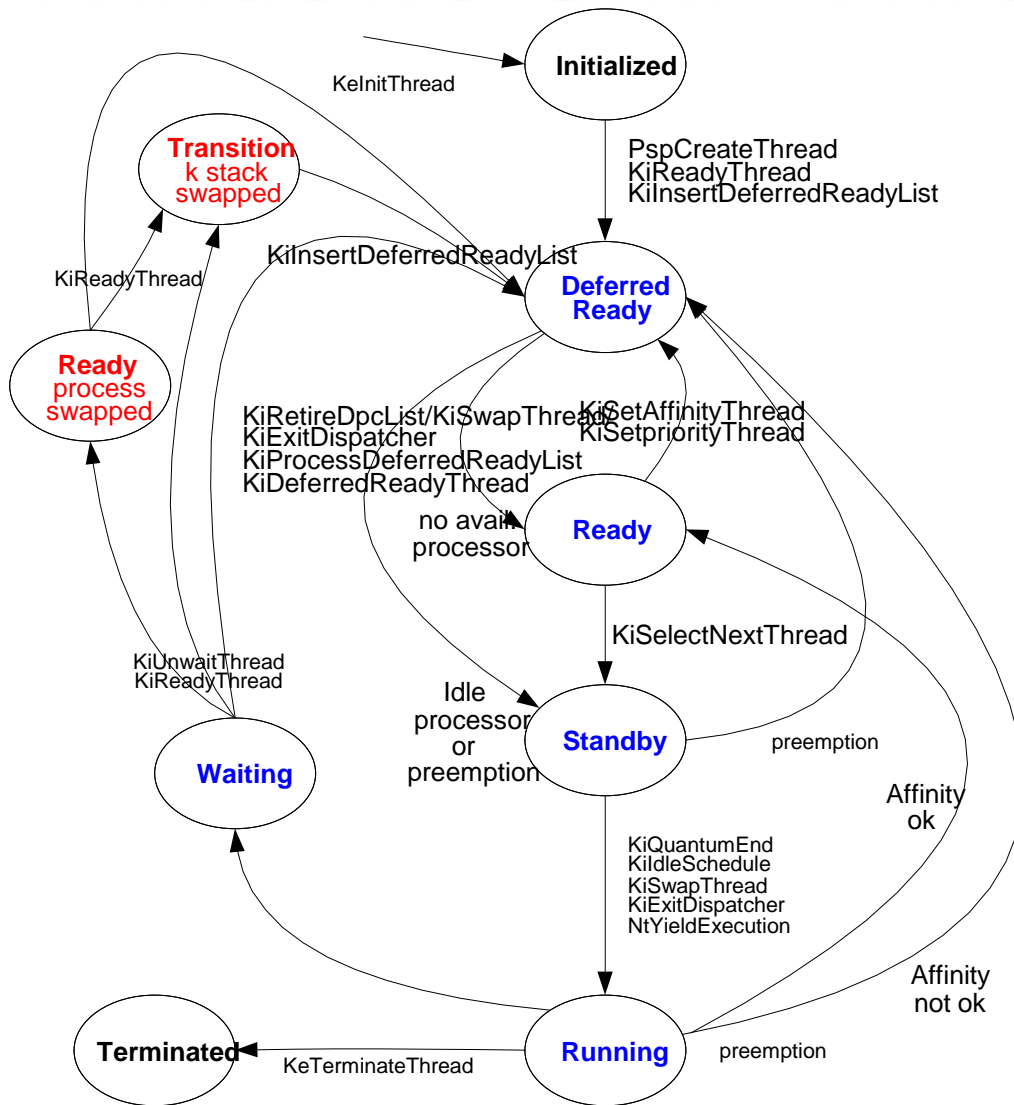 Initialized
KeInitThread
PspCreateThread
KiReadyThread
KiInsertDeferredReadyList
Transition
k stack
swapped
KiInsertDeferredReadyList
KiReadyThread
Deferred
Ready
Ready
process
swapped
KiRetireDpcList/KiSwapThread/
KiExitDispatcher
KiProcessDeferredReadyList
KiDeferredReadyThread
KiSetAffinityThread
KiSetpriorityThread
no avail.
processor
Ready
KiSelectNextThread
KiUnwaitThread
KiReadyThread
Idle
processor
or
preemption
Standby
preemption
Waiting
Affinity
ok
KiQuantumEnd
KiIdleSchedule
KiSwapThread
KiExitDispatcher
NtYieldExecution
Affinity
not ok
Terminated
KeTerminateThread
Running
preemption